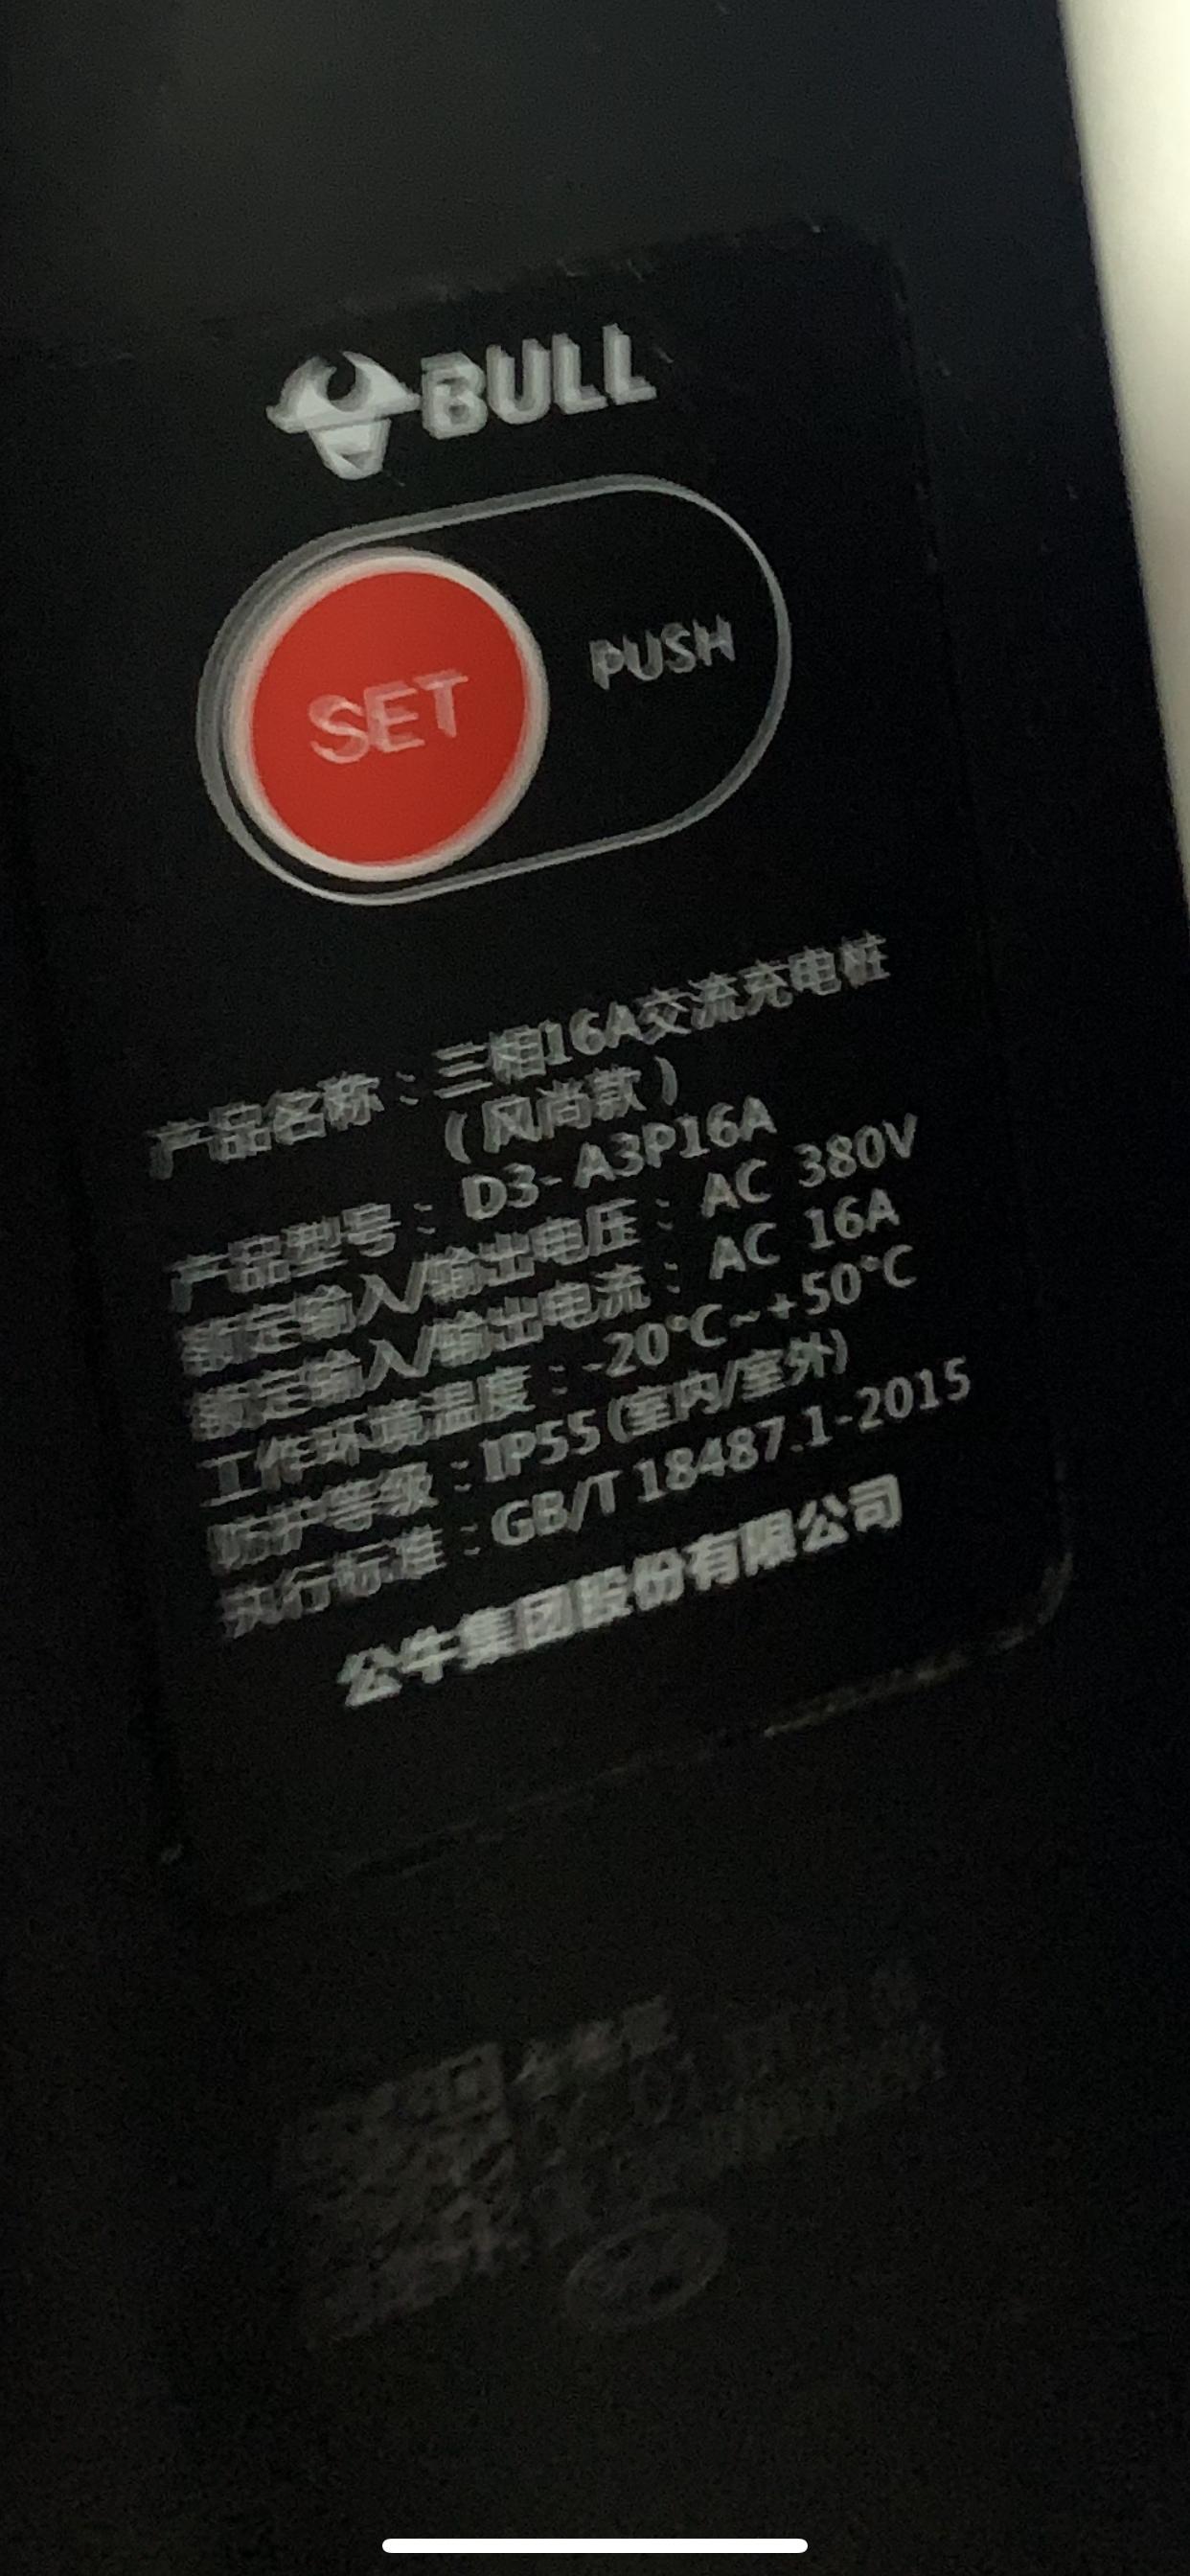 BULL
SET
PUSH
产品名称：三相16A交流充电桩
（风尚款）
产品型号：D3-A3P16A
额定输入/输出电压：AC 380V
额定输入/输出电流：AC 16A
工作环境温度：-20℃~+50℃
防护等级：IP55(室内/室外)
执行标准：GB/T 18487.1-2015
公牛集团股份有限公司